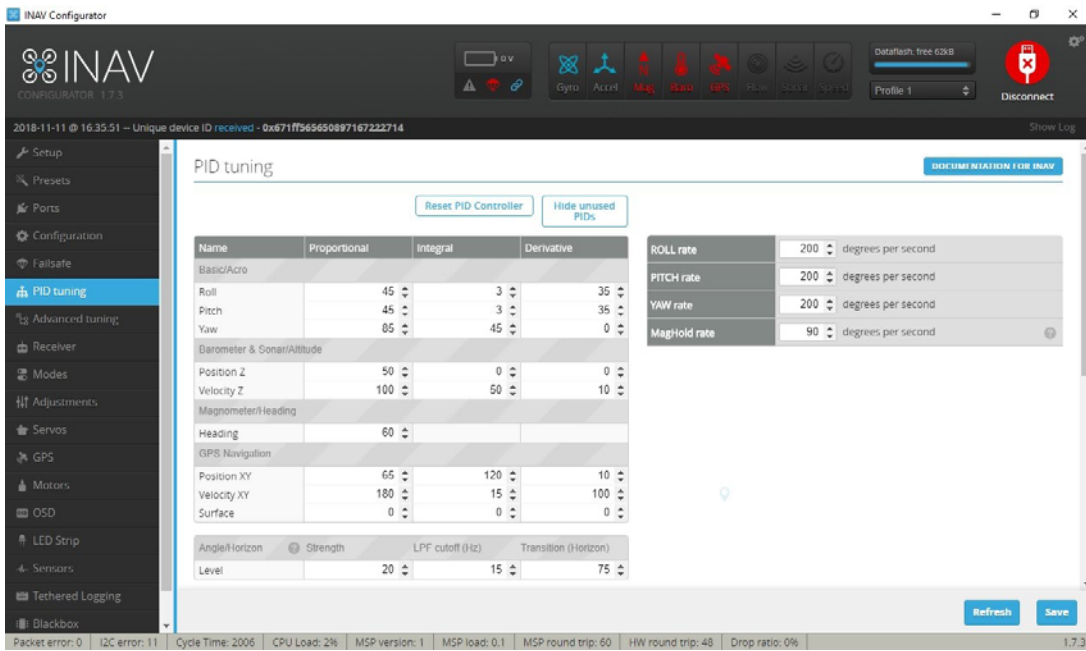 INAV Configurator
INAV
CONFIGURATOR 1.7.3
0 V
Gyro Accel Mag Baro GPS Flow Sonar Speed
Dataflash: free 62kB
Profile 1
Disconnect
2018-11-11 @ 16:35:51 -- Unique device ID received - 0x671ff565650897167222714
Show Log
Setup
Presets
Ports
Configuration
Failsafe
PID tuning
Advanced tuning
Receiver
Modes
Adjustments
Servos
GPS
Motors
OSD
LED Strip
Sensors
Tethered Logging
Blackbox
PID tuning
DOCUMENTATION FOR INAV
Reset PID Controller
Hide unused
PIDs
Name Proportional Integral Derivative
Basic/Acro
Roll 45 3 35
Pitch 45 3 35
Yaw 85 45 0
Barometer & Sonar/Altitude
Position Z 50 0 0
Velocity Z 100 50 10
Magnometer/Heading
Heading 60
GPS Navigation
Position XY 65 120 10
Velocity XY 180 15 100
Surface 0 0 0
Angle/Horizon ? Strength LPF cutoff (Hz) Transition (Horizon)
Level 20 15 75
ROLL rate 200 degrees per second
PITCH rate 200 degrees per second
YAW rate 200 degrees per second
MagHold rate 90 degrees per second ?
Refresh
Save
Packet error: 0 I2C error: 11 Cycle Time: 2006 CPU Load: 2% MSP version: 1 MSP load: 0.1 MSP round trip: 60 HW round trip: 48 Drop ratio: 0% 1.7.3